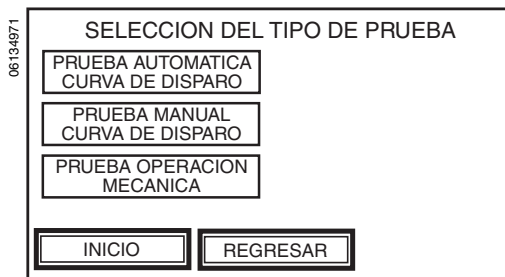 06134971
SELECCION DEL TIPO DE PRUEBA
PRUEBA AUTOMATICA
CURVA DE DISPARO
PRUEBA MANUAL
CURVA DE DISPARO
PRUEBA OPERACION
MECANICA
INICIO
REGRESAR